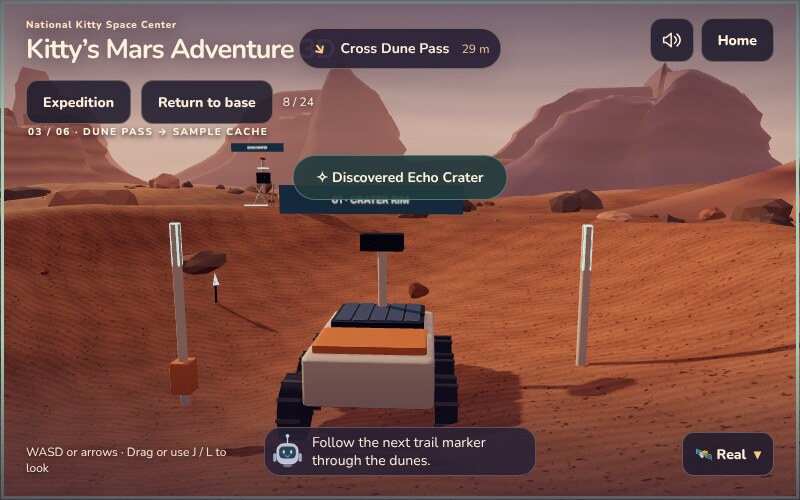 National Kitty Space Center
Kitty's Mars Adventure 3D
Cross Dune Pass 29 m
Home
Expedition
Return to base
8 / 24
03 / 06 · DUNE PASS → SAMPLE CACHE
✧ Discovered Echo Crater
01 · CRATER RIM
Follow the next trail marker
through the dunes.
WASD or arrows · Drag or use J / L to
look
Real ▼